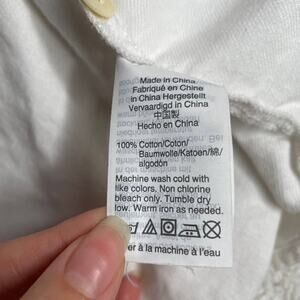 Made in China
Fabriqué en Chine
in China Hergestellt
Vervaardigd in China
中国製
Hecho en China
100% Cotton/Coton/
Baumwolle/Katoen/綿/
algodón
Machine wash cold with
like colors. Non chlorine
bleach only. Tumble dry
low. Warm iron as needed.
er à la machine à l'eau